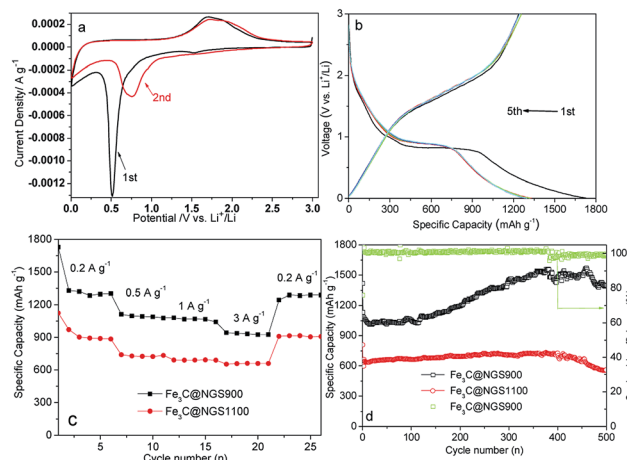 a
0.0002
0.0000
-0.0002
-0.0004
-0.0006
-0.0008
-0.0010
-0.0012
Current Density/ A g⁻¹
2nd
1st
0.0 0.5 1.0 1.5 2.0 2.5 3.0
Potential /V vs. Li⁺/Li
b
3
2
1
0
Voltage (V vs. Li⁺/Li)
5th 1st
0 300 600 900 1200 1500 1800
Specific Capacity (mAh g⁻¹)
1800
1500
1200
900
600
300
0
Specific Capacity (mAh g⁻¹)
0.2 A g⁻¹
0.5 A g⁻¹
1 A g⁻¹
3 A g⁻¹
0.2 A g⁻¹
Fe₃C@NGS900
Fe₃C@NGS1100
c
5 10 15 20 25
Cycle number (n)
1800
1500
1200
900
600
300
0
Specific Capacity (mAh g⁻¹)
100
80
60
40
20
0
Fe₃C@NGS900
Fe₃C@NGS1100
Fe₃C@NGS900
d
0 100 200 300 400 500
Cycle number (n)